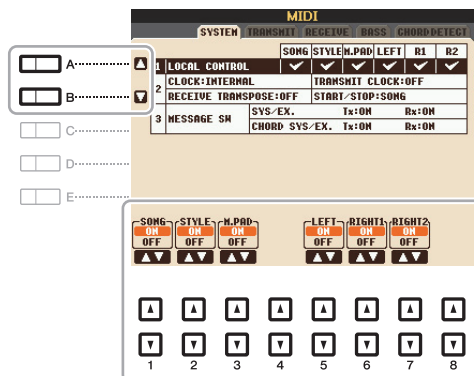 MIDI
SYSTEM TRANSMIT RECEIVE BASS CHORD DETECT
SONG STYLE M.PAD LEFT R1 R2
1 LOCAL CONTROL
2 CLOCK:INTERNAL TRANSMIT CLOCK:OFF
RECEIVE TRANSPOSE:OFF START/STOP:SONG
3 MESSAGE SW SYS/EX. Tx:ON Rx:ON
CHORD SYS/EX. Tx:ON Rx:ON
A
B
C
D
E
SONG STYLE M.PAD LEFT RIGHT1 RIGHT2
ON ON ON ON ON ON
OFF OFF OFF OFF OFF OFF
1 2 3 4 5 6 7 8